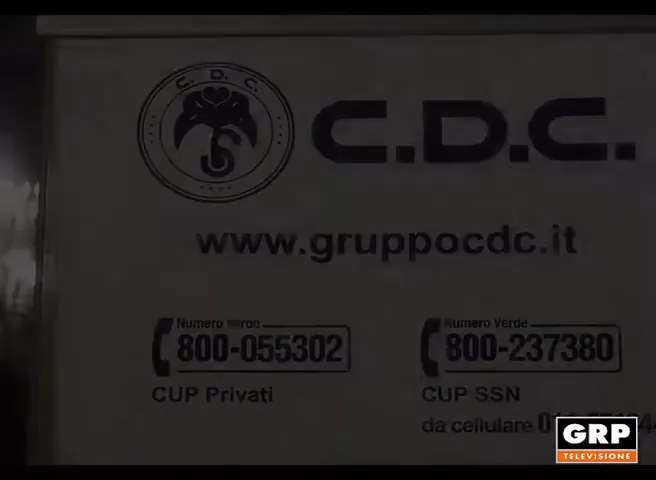 C. D. C.
C.D.C.
www.gruppocdc.it
Numero Verde
800-055302
CUP Privati
Numero Verde
800-237380
CUP SSN
da cellulare
GRP
TELEVISIONE